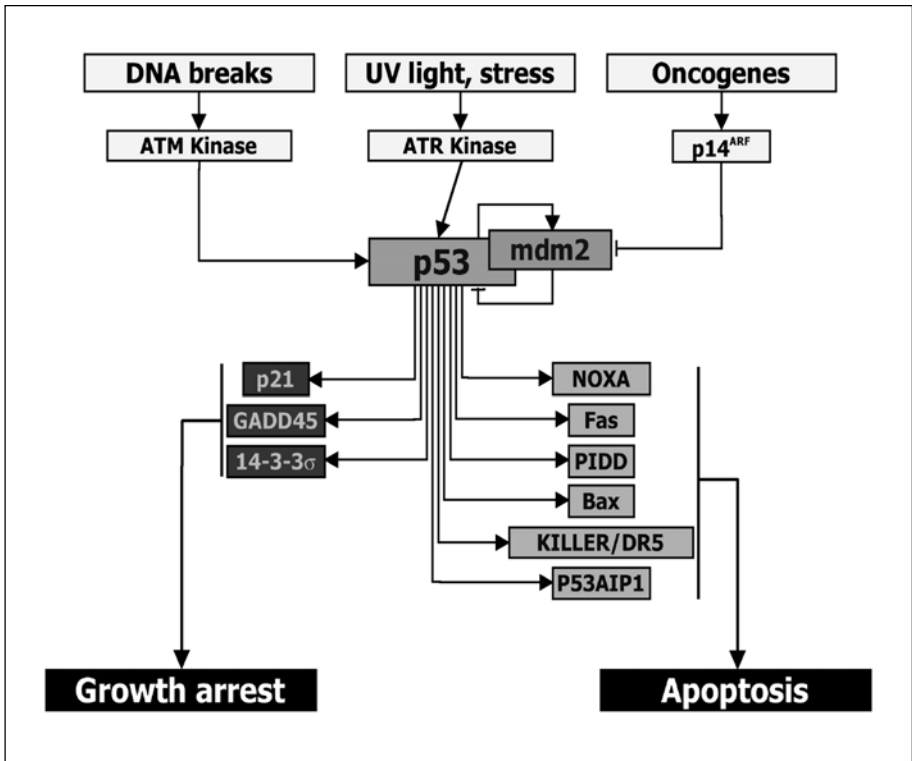 DNA breaks
UV light, stress
Oncogenes
ATM Kinase
ATR Kinase
p14ARF
p53
mdm2
p21
GADD45
14-3-3σ
NOXA
Fas
PIDD
Bax
KILLER/DR5
P53AIP1
Growth arrest
Apoptosis